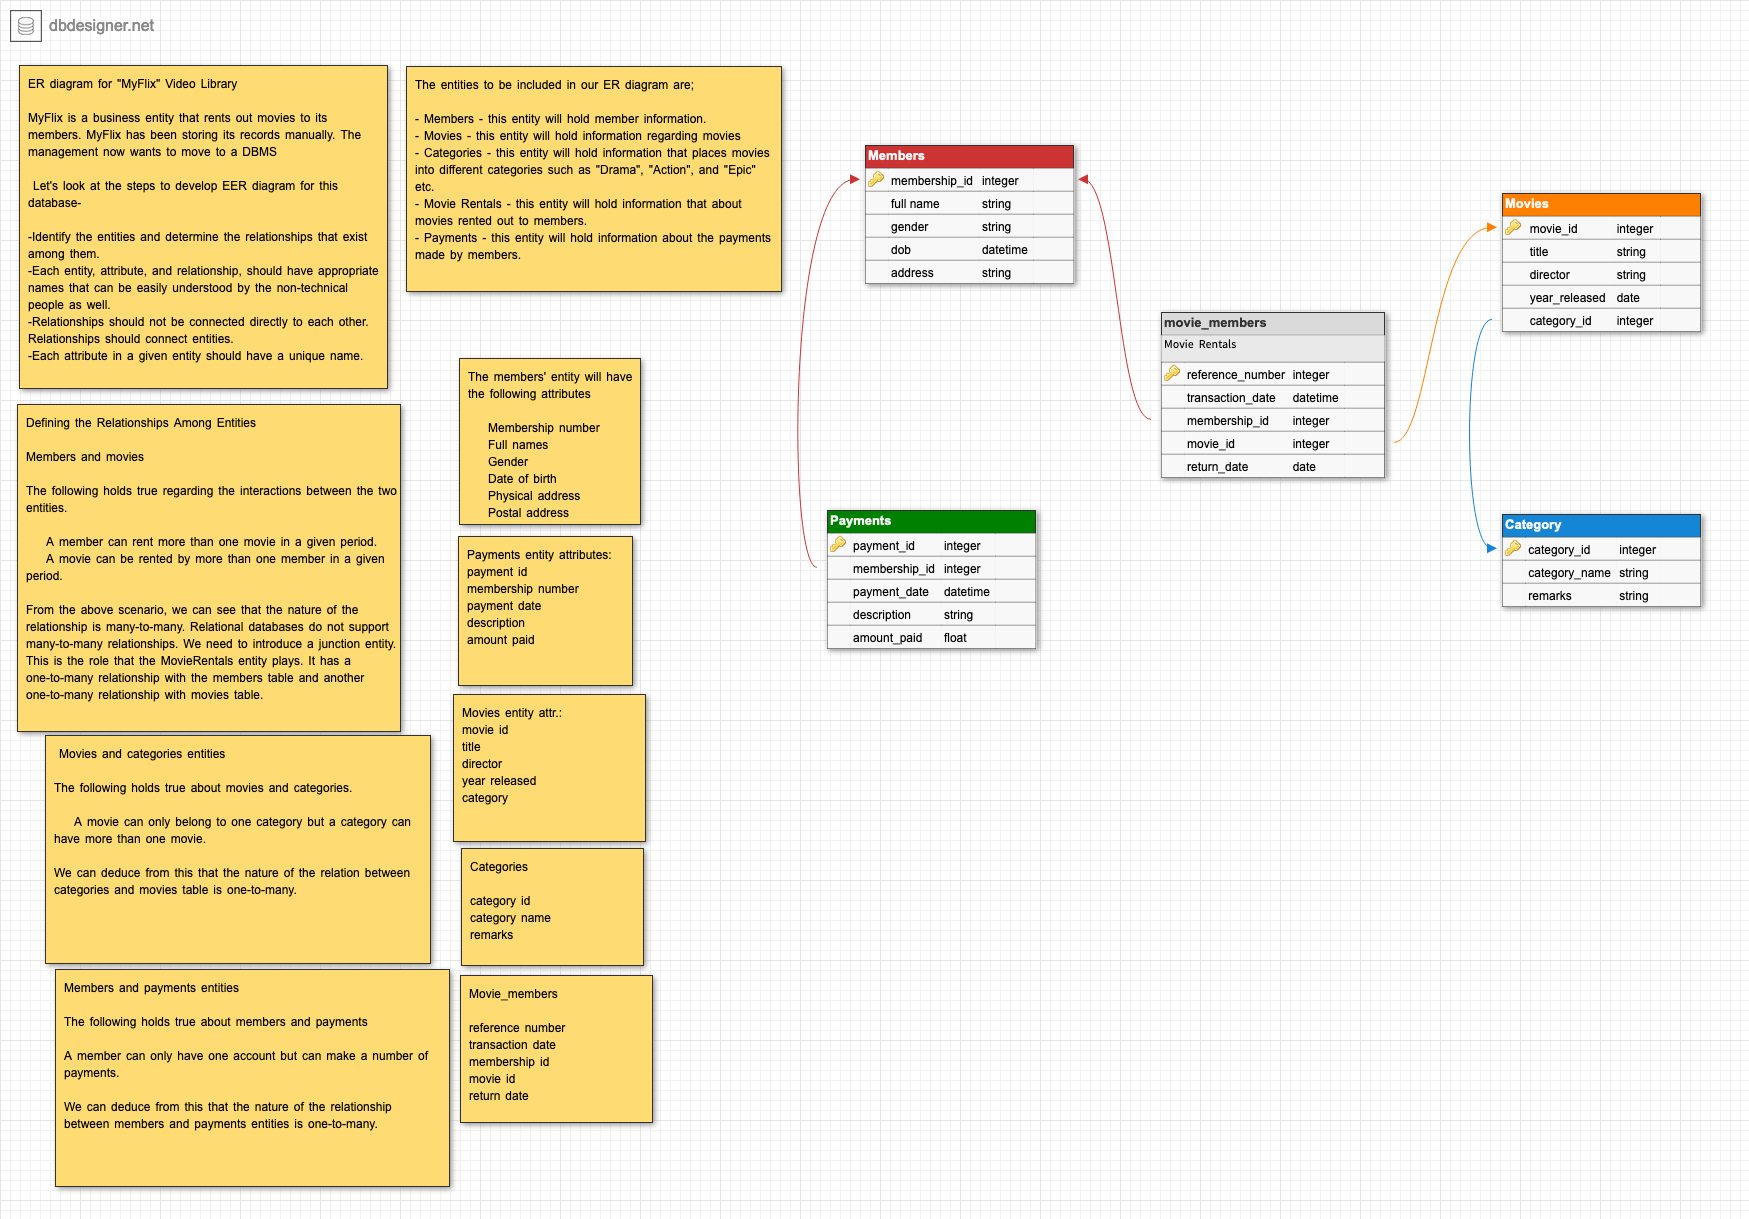 dbdesigner.net
ER diagram for "MyFlix" Video Library
MyFlix is a business entity that rents out movies to its
members. MyFlix has been storing its records manually. The
management now wants to move to a DBMS
Let's look at the steps to develop EER diagram for this
database-
-Identify the entities and determine the relationships that exist
among them.
-Each entity, attribute, and relationship, should have appropriate
names that can be easily understood by the non-technical
people as well.
-Relationships should not be connected directly to each other.
Relationships should connect entities.
-Each attribute in a given entity should have a unique name.
The entities to be included in our ER diagram are;
- Members - this entity will hold member information.
- Movies - this entity will hold information regarding movies
- Categories - this entity will hold information that places movies
into different categories such as "Drama", "Action", and "Epic"
etc.
- Movie Rentals - this entity will hold information that about
movies rented out to members.
- Payments - this entity will hold information about the payments
made by members.
Defining the Relationships Among Entities
Members and movies
The following holds true regarding the interactions between the two
entities.
A member can rent more than one movie in a given period.
A movie can be rented by more than one member in a given
period.
From the above scenario, we can see that the nature of the
relationship is many-to-many. Relational databases do not support
many-to-many relationships. We need to introduce a junction entity.
This is the role that the MovieRentals entity plays. It has a
one-to-many relationship with the members table and another
one-to-many relationship with movies table.
Movies and categories entities
The following holds true about movies and categories.
A movie can only belong to one category but a category can
have more than one movie.
We can deduce from this that the nature of the relation between
categories and movies table is one-to-many.
Members and payments entities
The following holds true about members and payments
A member can only have one account but can make a number of
payments.
We can deduce from this that the nature of the relationship
between members and payments entities is one-to-many.
The members' entity will have
the following attributes
Membership number
Full names
Gender
Date of birth
Physical address
Postal address
Payments entity attributes:
payment id
membership number
payment date
description
amount paid
Movies entity attr.:
movie id
title
director
year released
category
Categories
category id
category name
remarks
Movie_members
reference number
transaction date
membership id
movie id
return date
Members
membership_id integer
full name string
gender string
dob datetime
address string
Payments
payment_id integer
membership_id integer
payment_date datetime
description string
amount_paid float
movie_members
Movie Rentals
reference_number integer
transaction_date datetime
membership_id integer
movie_id integer
return_date date
Movies
movie_id integer
title string
director string
year_released date
category_id integer
Category
category_id integer
category_name string
remarks string